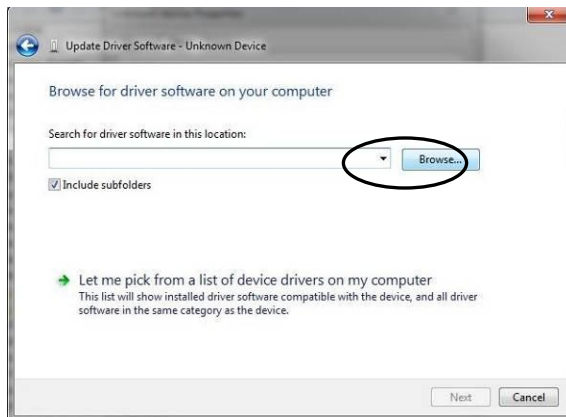 Update Driver Software - Unknown Device
Browse for driver software on your computer
Search for driver software in this location:
Browse...
Include subfolders
Let me pick from a list of device drivers on my computer
This list will show installed driver software compatible with the device, and all driver
software in the same category as the device.
Next Cancel